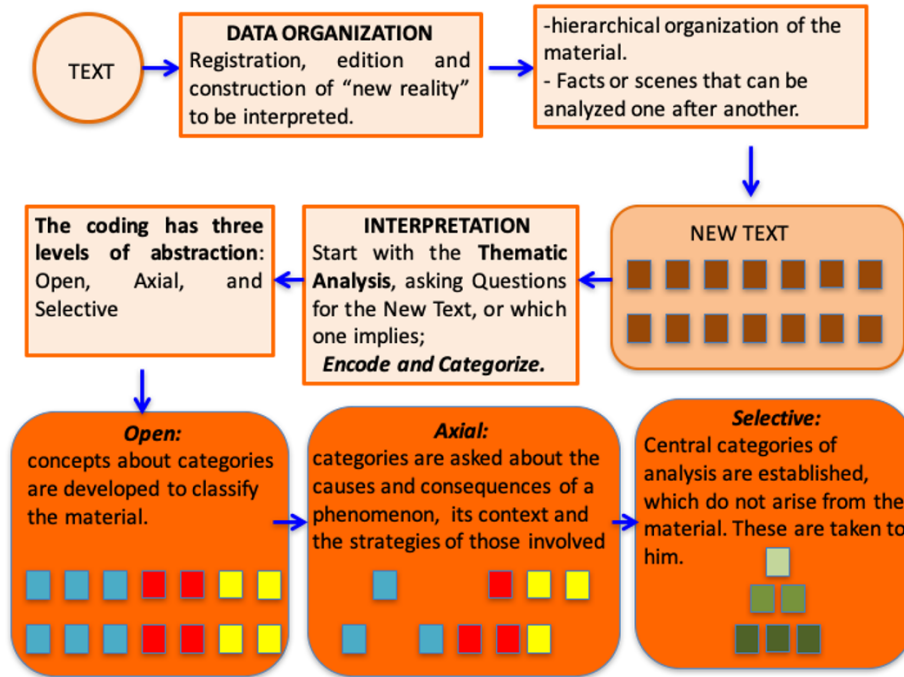 TEXT
DATA ORGANIZATION
Registration, edition and
construction of “new reality”
to be interpreted.
-hierarchical organization of the
material.
- Facts or scenes that can be
analyzed one after another.
NEW TEXT
INTERPRETATION
Start with the Thematic
Analysis, asking Questions
for the New Text, or which
one implies;
Encode and Categorize.
The coding has three
levels of abstraction:
Open, Axial, and
Selective
Open:
concepts about categories
are developed to classify
the material.
Axial:
categories are asked about the
causes and consequences of a
phenomenon, its context and
the strategies of those involved
Selective:
Central categories of
analysis are established,
which do not arise from the
material. These are taken to
him.